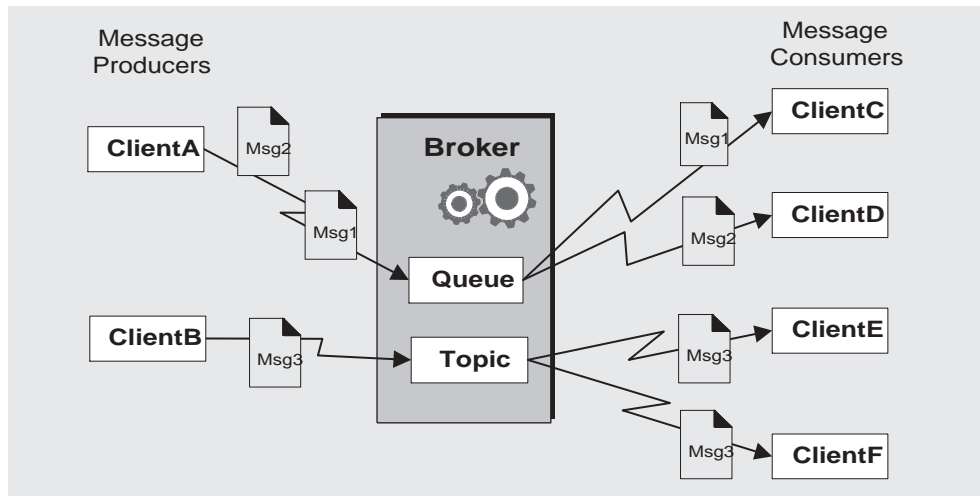 Message
Producers
Message
Consumers
ClientA
Msg2
Msg1
Broker
Msg1
ClientC
Msg2
ClientD
Queue
ClientB
Msg3
Topic
Msg3
ClientE
Msg3
ClientF